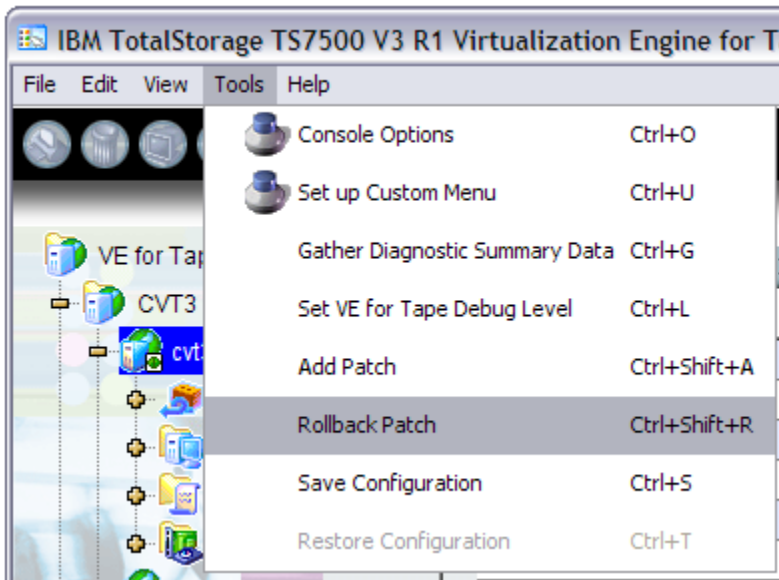 IBM TotalStorage TS7500 V3 R1 Virtualization Engine for T
File Edit View Tools Help
Console Options Ctrl+O
Set up Custom Menu Ctrl+U
Gather Diagnostic Summary Data Ctrl+G
Set VE for Tape Debug Level Ctrl+L
Add Patch Ctrl+Shift+A
Rollback Patch Ctrl+Shift+R
Save Configuration Ctrl+S
Restore Configuration Ctrl+T
VE for Tap
CVT3
cvt